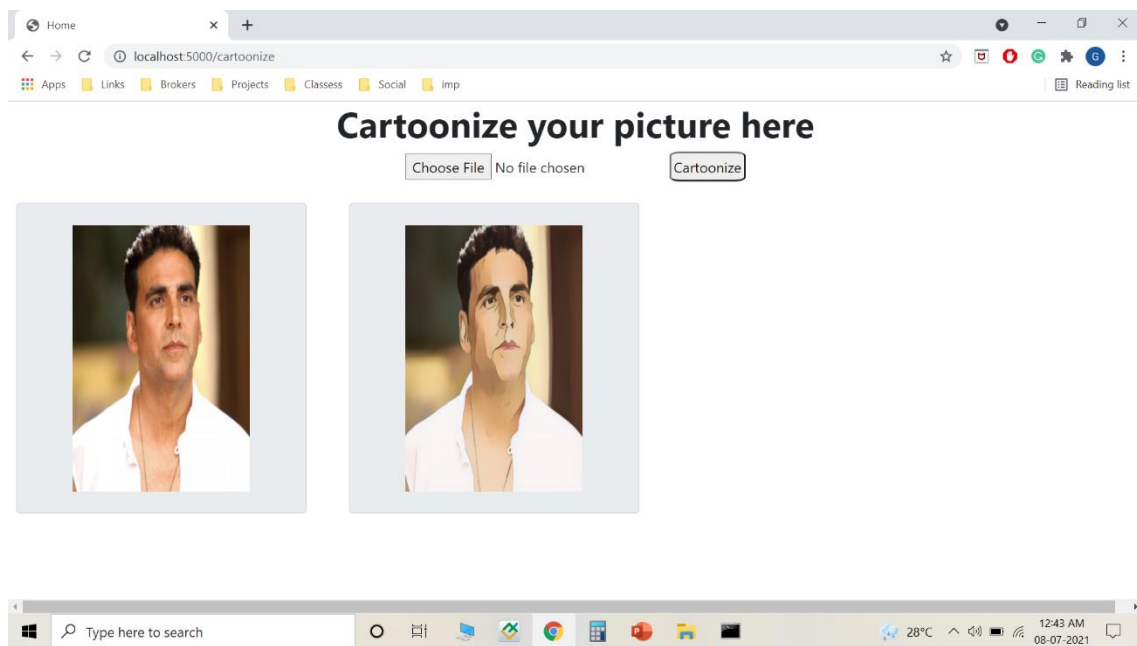 Home
localhost:5000/cartoonize
G
Apps Links Brokers Projects Classess Social imp Reading list
Cartoonize your picture here
Choose File No file chosen Cartoonize
Type here to search 28°C 12:43 AM
08-07-2021